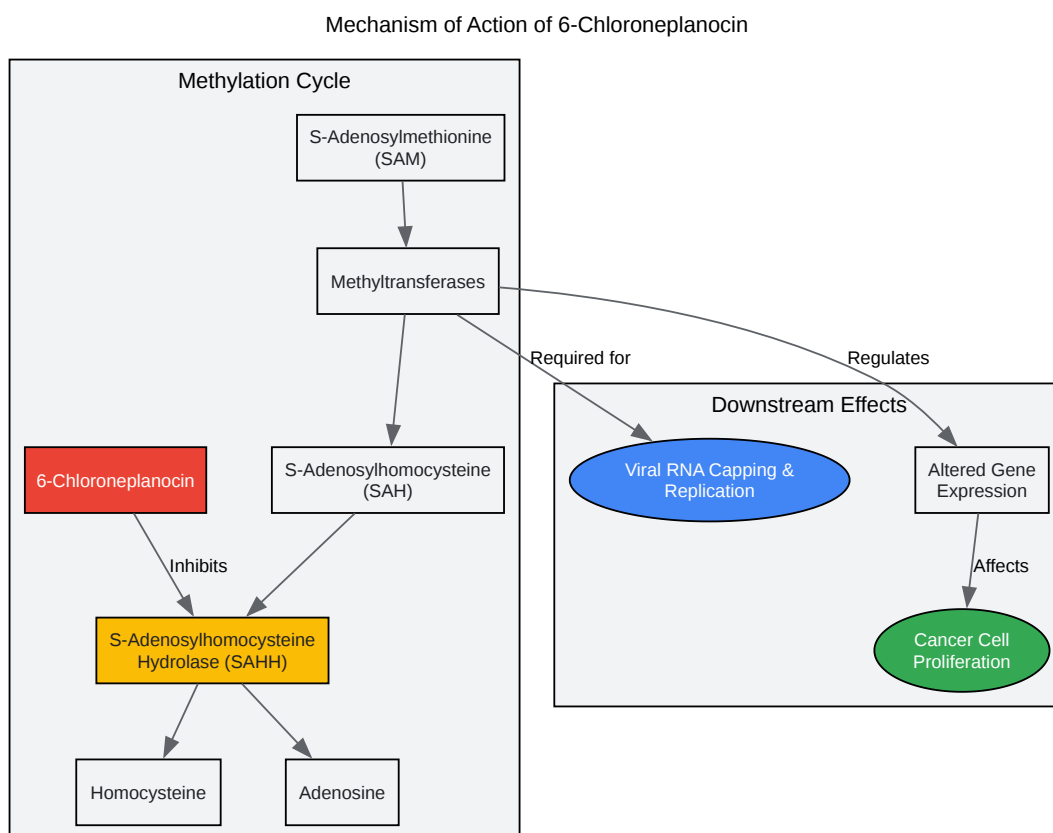 Mechanism of Action of 6-Chloroneplanocin
Methylation Cycle
S-Adenosylmethionine
(SAM)
Methyltransferases
Required for
Regulates
Downstream Effects
6-Chloroneplanocin
S-Adenosylhomocysteine
(SAH)
Viral RNA Capping &
Replication
Altered Gene
Expression
Inhibits
Affects
S-Adenosylhomocysteine
Hydrolase (SAHH)
Cancer Cell
Proliferation
Homocysteine
Adenosine